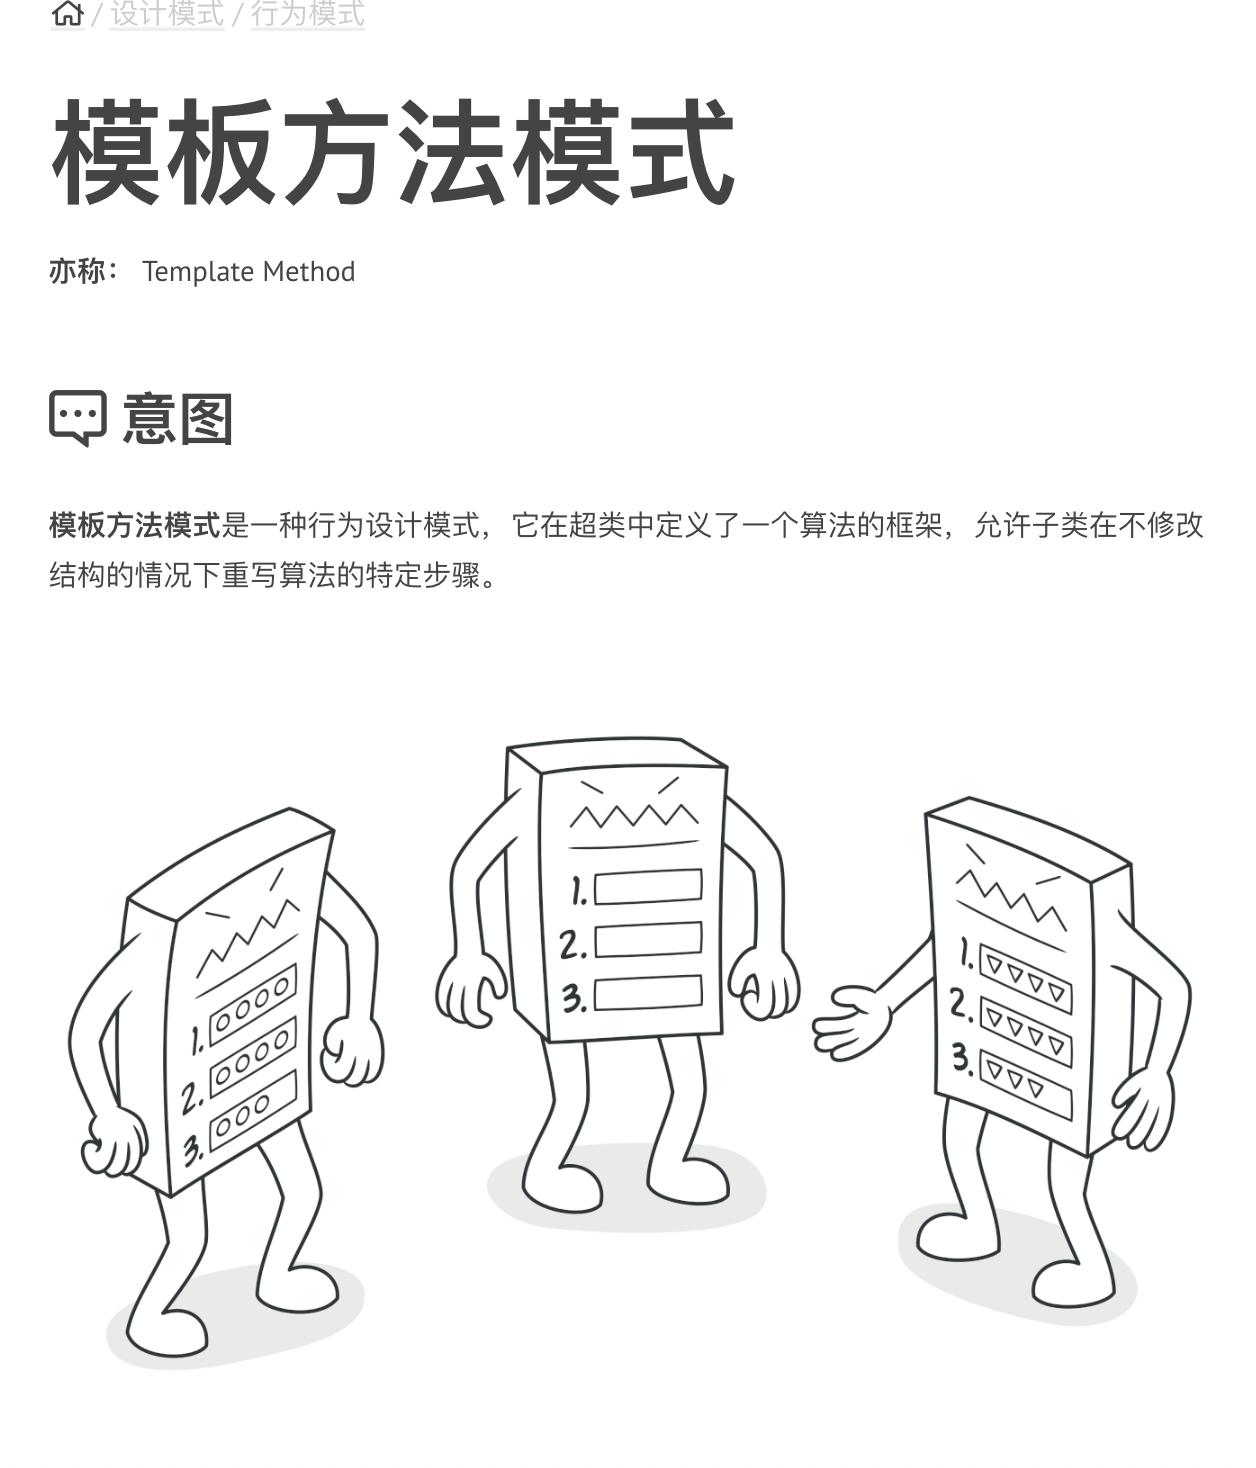 / 设计模式 / 行为模式
模板方法模式
亦称： Template Method
意图
模板方法模式是一种行为设计模式，它在超类中定义了一个算法的框架，允许子类在不修改
结构的情况下重写算法的特定步骤。
1.
2.
3.
1.
2.
3.
1.
2.
3.